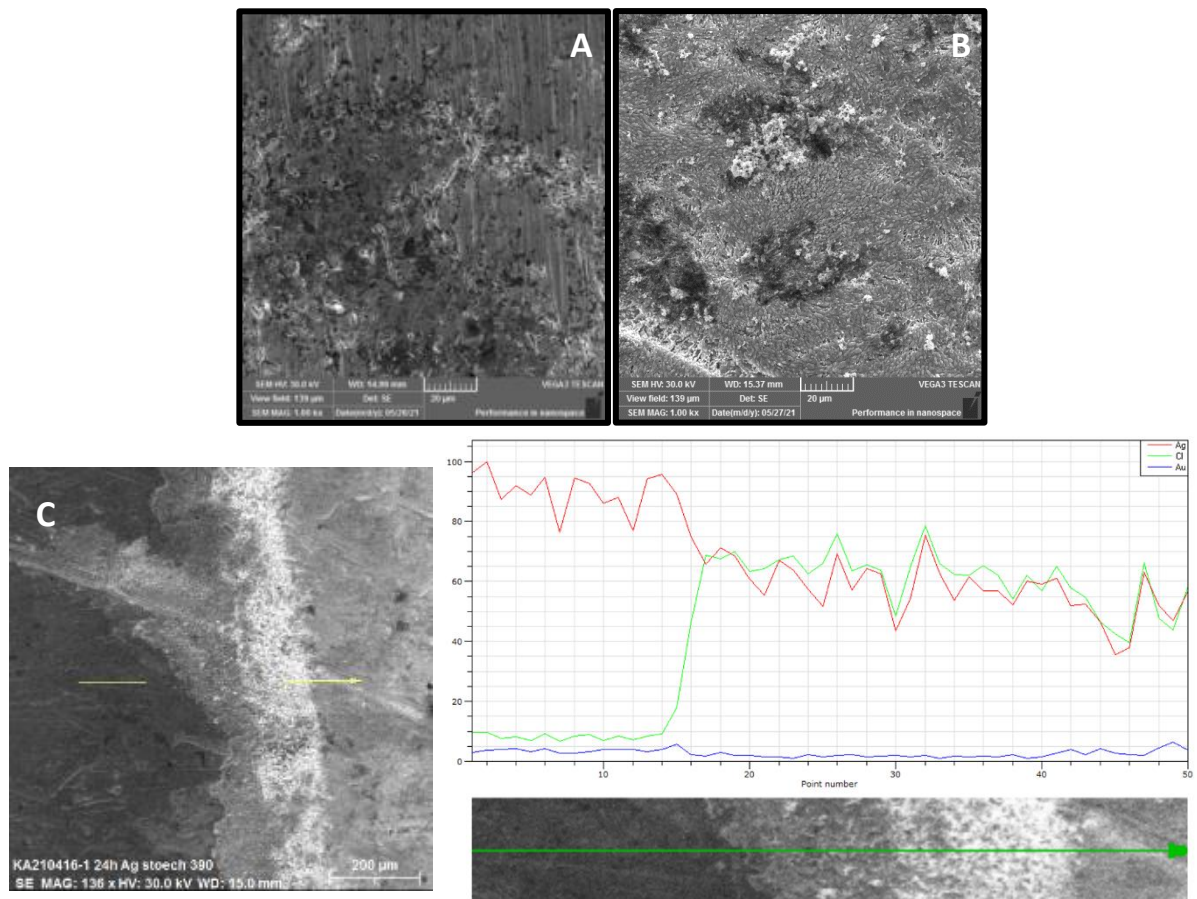 A
SEM HV: 30.0 kV WD: 14.90 mm VEGA3 TESCAN
View field: 139 µm Det: SE 20 µm
SEM MAG: 1.00 kx Date(m/d/y): 05/26/21 Performance in nanospace
B
SEM HV: 30.0 kV WD: 15.37 mm VEGA3 TESCAN
View field: 139 µm Det: SE 20 µm
SEM MAG: 1.00 kx Date(m/d/y): 05/27/21 Performance in nanospace
C
KA210416-1 24h Ag stoech 390 200 µm
SE MAG: 136 x HV: 30.0 kV WD: 15.0 mm
Ag
Cl
Au
100
80
60
40
20
0
10 20 30 40 50
Point number